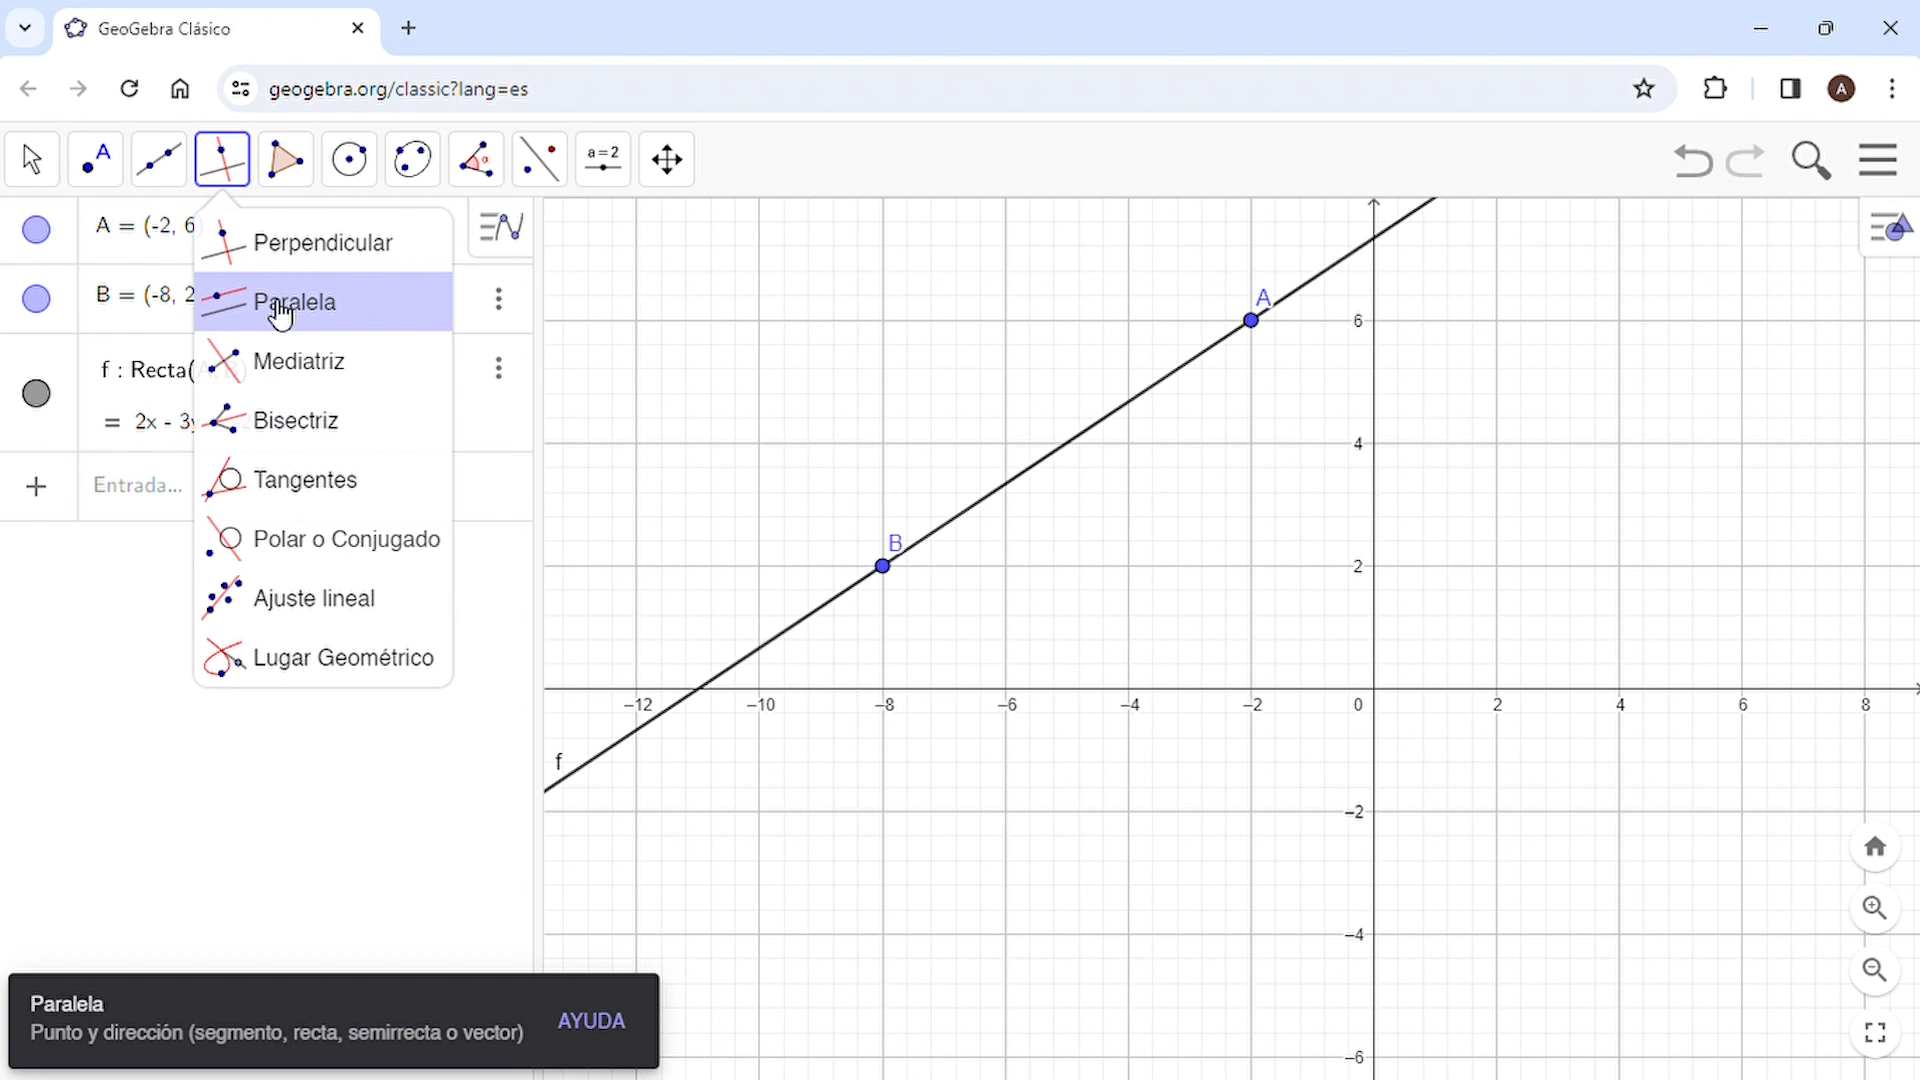 GeoGebra Clásico
geogebra.org/classic?lang=es
A
A
α
a=2
A = (-2, 6
Perpendicular
B = (-8, 2
Paralela
f : Recta(
Mediatriz
= 2x - 3y
Bisectriz
Entrada...
Tangentes
Polar o Conjugado
Ajuste lineal
Lugar Geométrico
A
B
f
6
4
2
−12 −10 −8 −6 −4 −2 0 2 4 6 8
−2
−4
−6
Paralela
Punto y dirección (segmento, recta, semirrecta o vector)
AYUDA